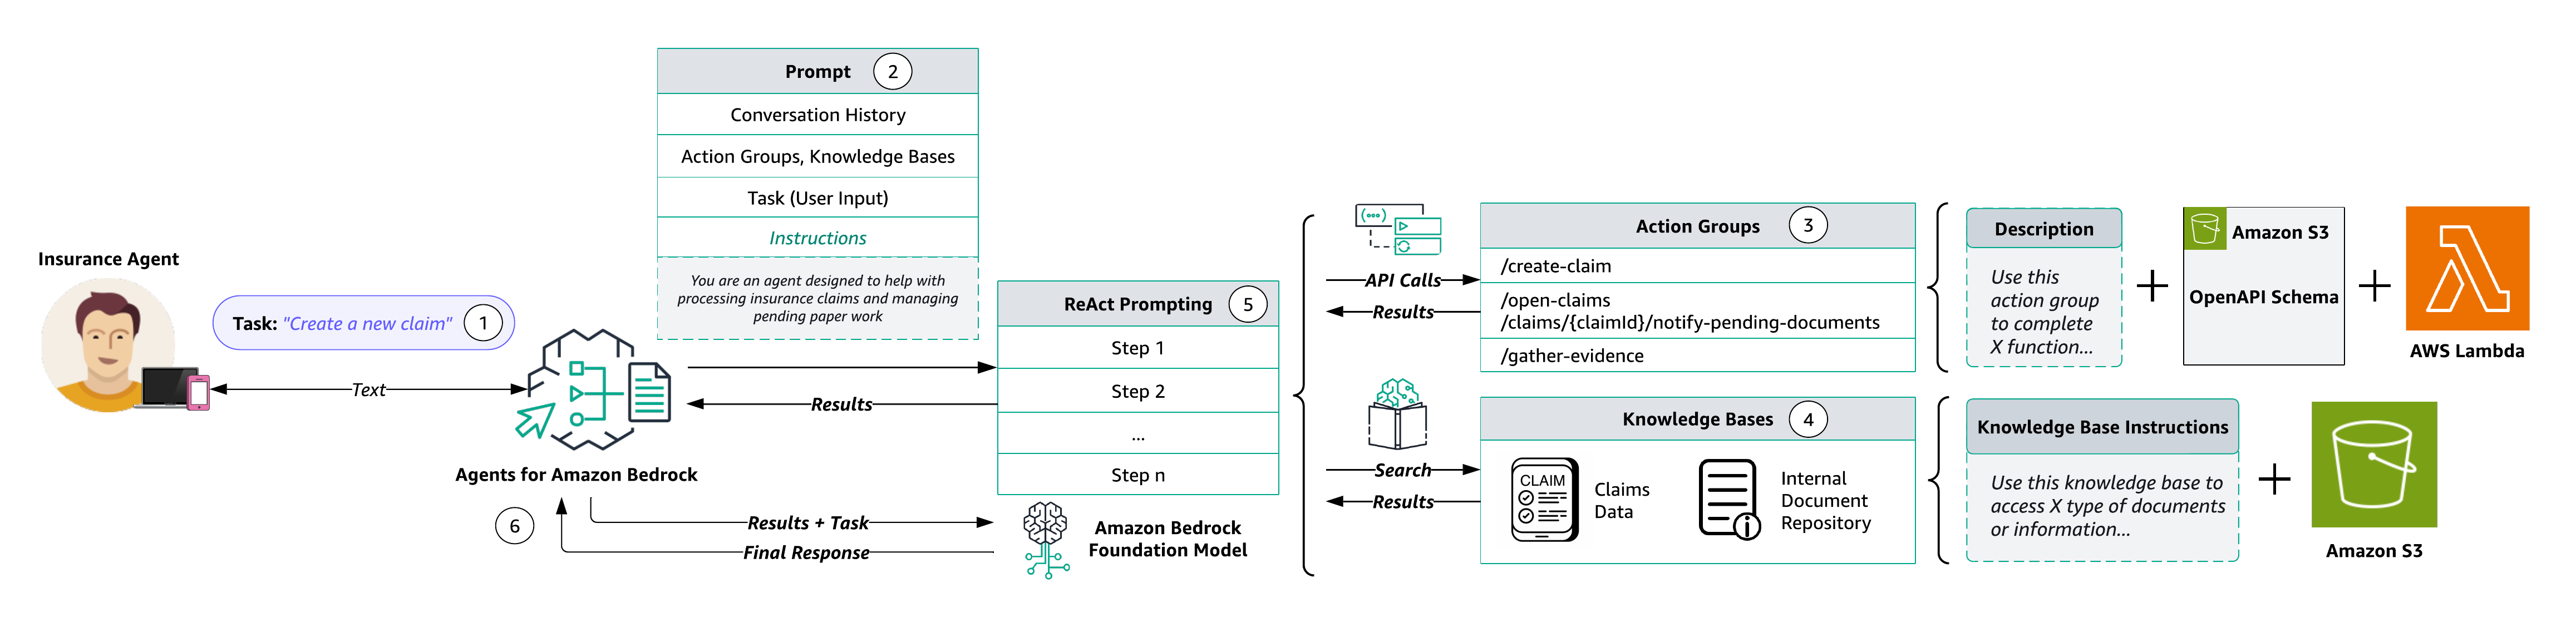 Insurance Agent
Task: "Create a new claim"
1
Text
Agents for Amazon Bedrock
Prompt
2
Conversation History
Action Groups, Knowledge Bases
Task (User Input)
Instructions
You are an agent designed to help with
processing insurance claims and managing
pending paper work
Results
ReAct Prompting
5
Step 1
Step 2
...
Step n
6
Results + Task
Final Response
Amazon Bedrock
Foundation Model
API Calls
Results
Action Groups
3
/create-claim
/open-claims
/claims/{claimId}/notify-pending-documents
/gather-evidence
Search
Results
Knowledge Bases
4
CLAIM
Claims
Data
Internal
Document
Repository
Description
Use this
action group
to complete
X function...
+
Amazon S3
OpenAPI Schema
+
AWS Lambda
Knowledge Base Instructions
Use this knowledge base to
access X type of documents
or information...
+
Amazon S3